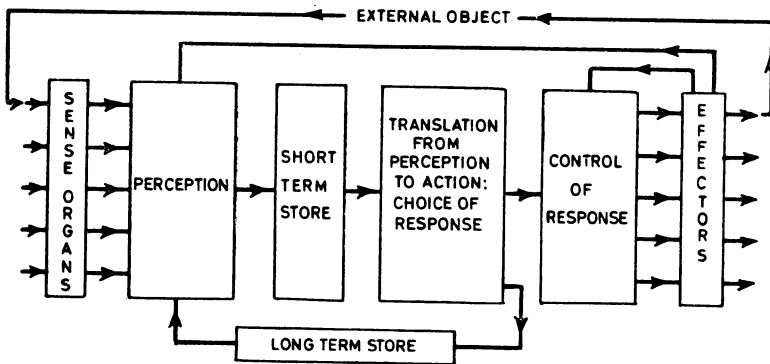 EXTERNAL OBJECT
SENSE ORGANS
PERCEPTION
SHORT
TERM
STORE
TRANSLATION
FROM
PERCEPTION
TO ACTION:
CHOICE OF
RESPONSE
CONTROL
OF
RESPONSE
EFFECTORS
LONG TERM STORE